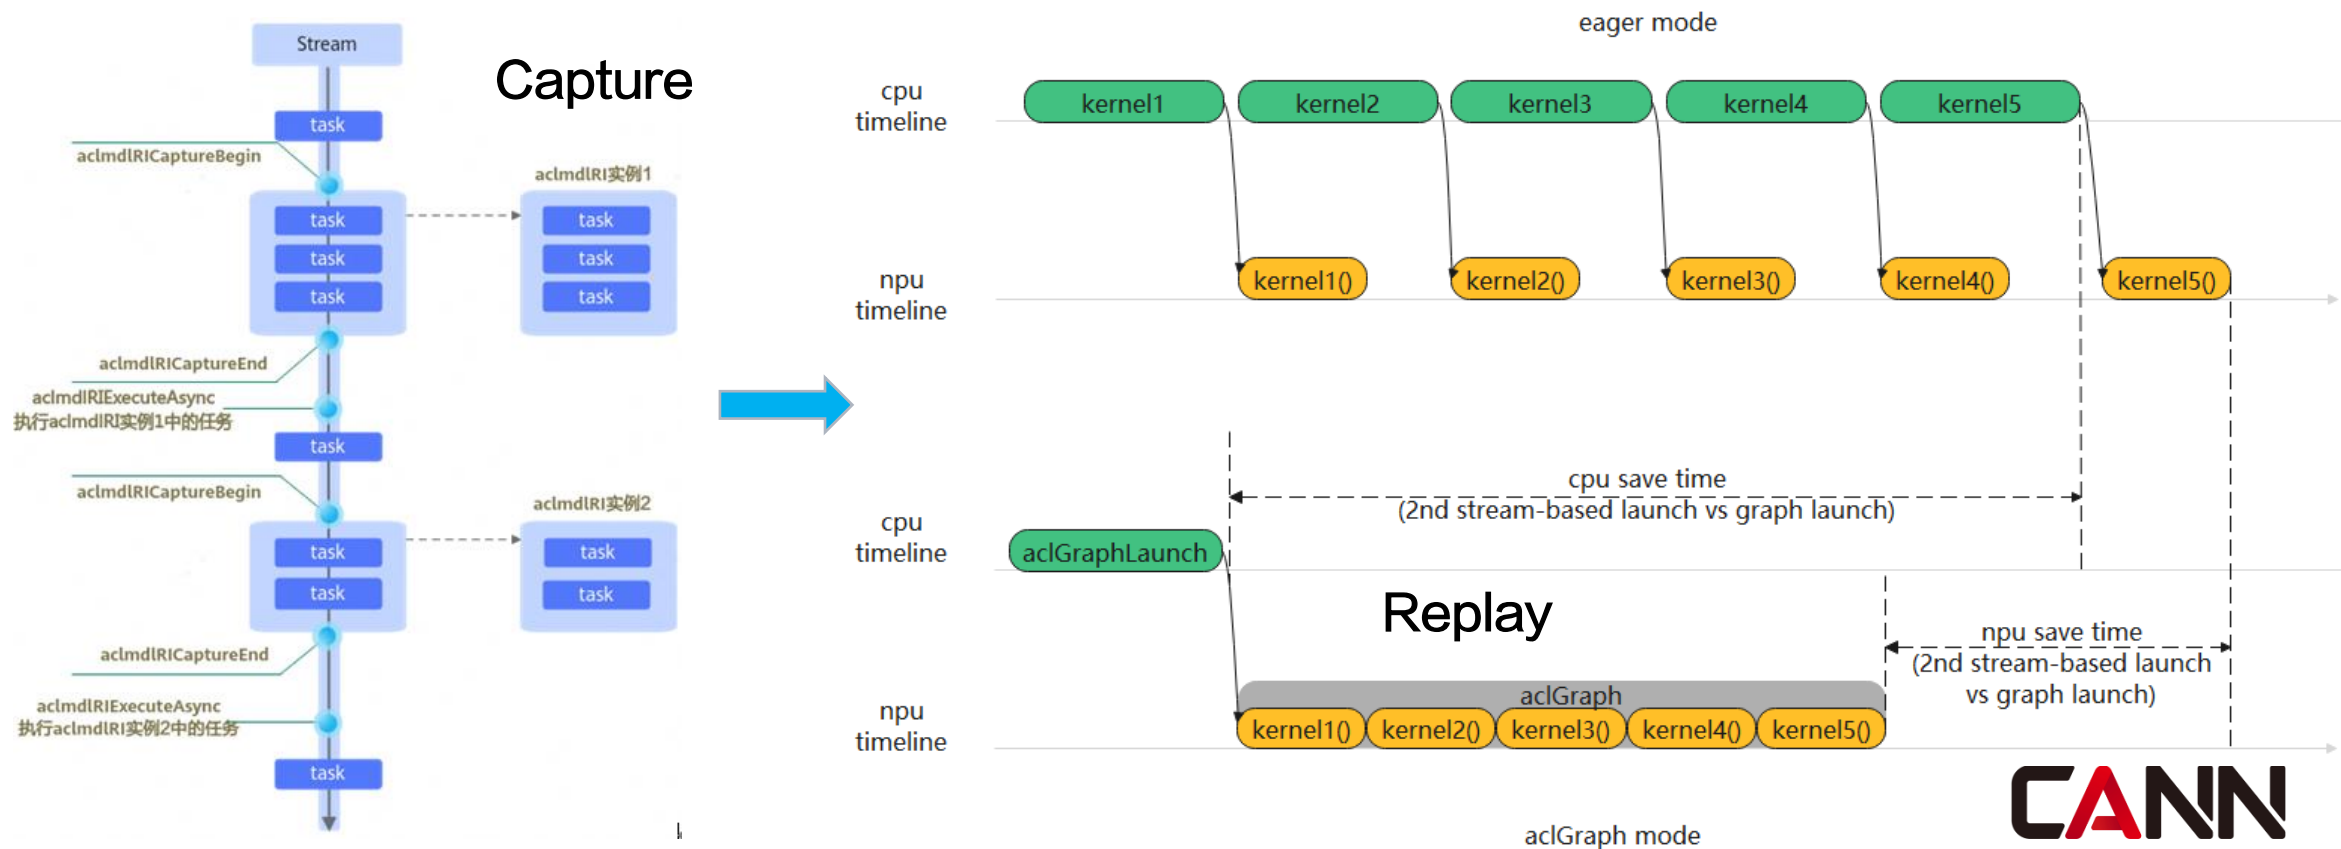 Stream
Capture
task
aclmdlRICaptureBegin
aclmdlRI实例1
task
task
task
task
task
task
aclmdlRICaptureEnd
aclmdlRIExecuteAsync
执行aclmdlRI实例1中的任务
task
aclmdlRICaptureBegin
aclmdlRI实例2
task
task
task
task
aclmdlRICaptureEnd
aclmdlRIExecuteAsync
执行aclmdlRI实例2中的任务
task
eager mode
cpu
timeline
kernel1
kernel2
kernel3
kernel4
kernel5
npu
timeline
kernel1()
kernel2()
kernel3()
kernel4()
kernel5()
cpu save time
(2nd stream-based launch vs graph launch)
cpu
timeline
aclGraphLaunch
Replay
npu save time
(2nd stream-based launch
vs graph launch)
aclGraph
npu
timeline
kernel1()
kernel2()
kernel3()
kernel4()
kernel5()
aclGraph mode
CANN